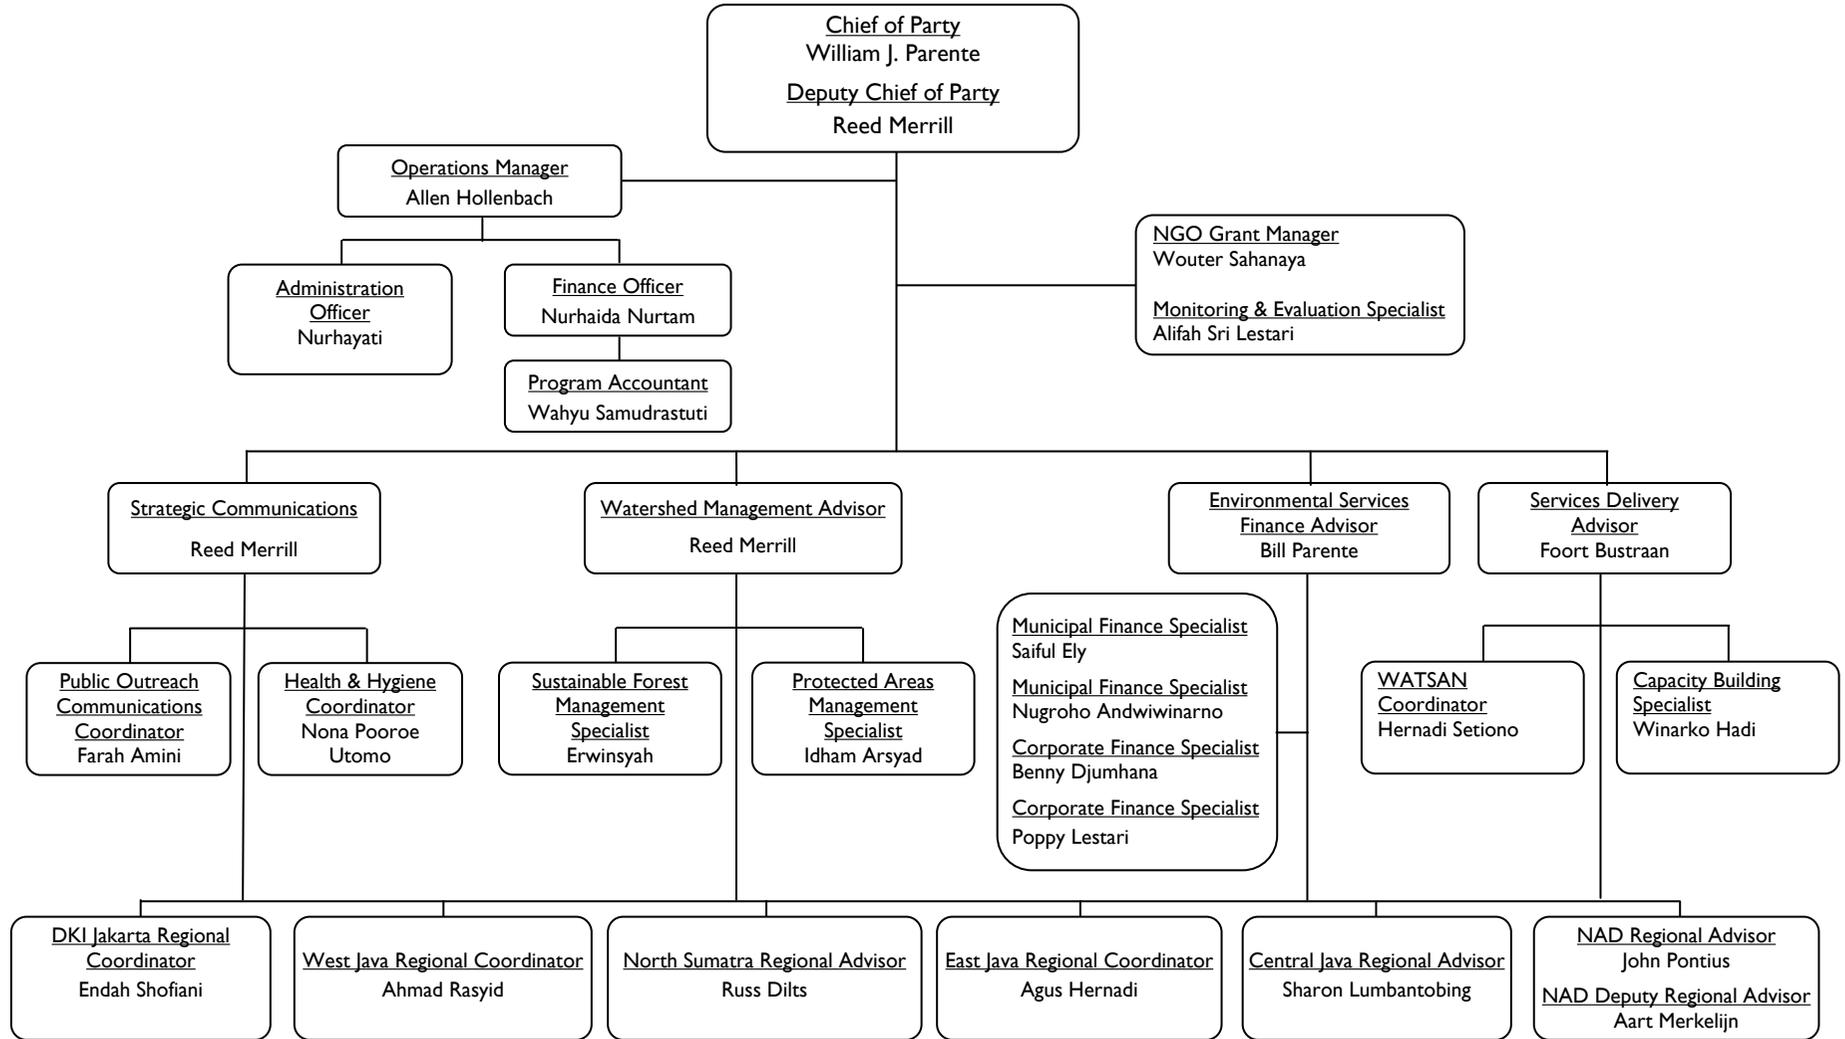 Chief of Party
William J. Parente
Deputy Chief of Party
Reed Merrill
Operations Manager
Allen Hollenbach
NGO Grant Manager
Wouter Sahanaya
Monitoring & Evaluation Specialist
Alifah Sri Lestari
Administration
Officer
Nurhayati
Finance Officer
Nurhaida Nurtam
Program Accountant
Wahyu Samudrastuti
Strategic Communications
Reed Merrill
Watershed Management Advisor
Reed Merrill
Environmental Services
Finance Advisor
Bill Parente
Services Delivery
Advisor
Foort Bustraan
Public Outreach
Communications
Coordinator
Farah Amini
Health & Hygiene
Coordinator
Nona Pooroe
Utomo
Sustainable Forest
Management
Specialist
Erwinsyah
Protected Areas
Management
Specialist
Idham Arsyad
Municipal Finance Specialist
Saiful Ely
Municipal Finance Specialist
Nugroho Andwiwinarno
Corporate Finance Specialist
Benny Djumhana
Corporate Finance Specialist
Poppy Lestari
WATSAN
Coordinator
Hernadi Setiono
Capacity Building
Specialist
Winarko Hadi
DKI Jakarta Regional
Coordinator
Endah Shofiani
West Java Regional Coordinator
Ahmad Rasyid
North Sumatra Regional Advisor
Russ Dilts
East Java Regional Coordinator
Agus Hernadi
Central Java Regional Advisor
Sharon Lumbantobing
NAD Regional Advisor
John Pontius
NAD Deputy Regional Advisor
Aart Merkelijn